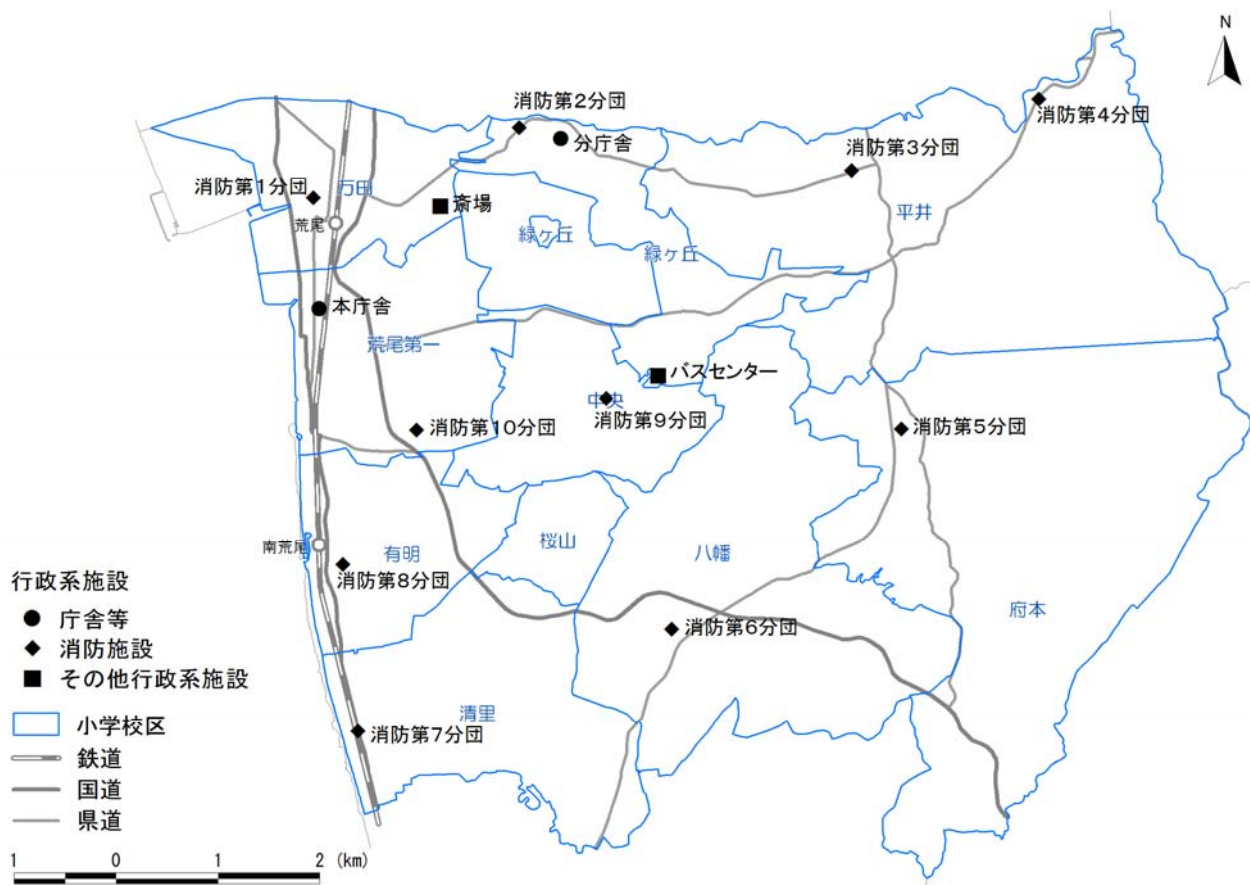 N
消防第2分団
分庁舎
消防第4分団
消防第3分団
消防第1分団
万田
斎場
荒尾
緑ヶ丘
緑ヶ丘
平井
本庁舎
荒尾第一
バスセンター
中央
消防第9分団
消防第10分団
消防第5分団
南荒尾
有明
桜山
八幡
消防第8分団
府本
消防第6分団
清里
消防第7分団
行政系施設
庁舎等
消防施設
その他行政系施設
小学校区
鉄道
国道
県道
1 0 1 2 (km)